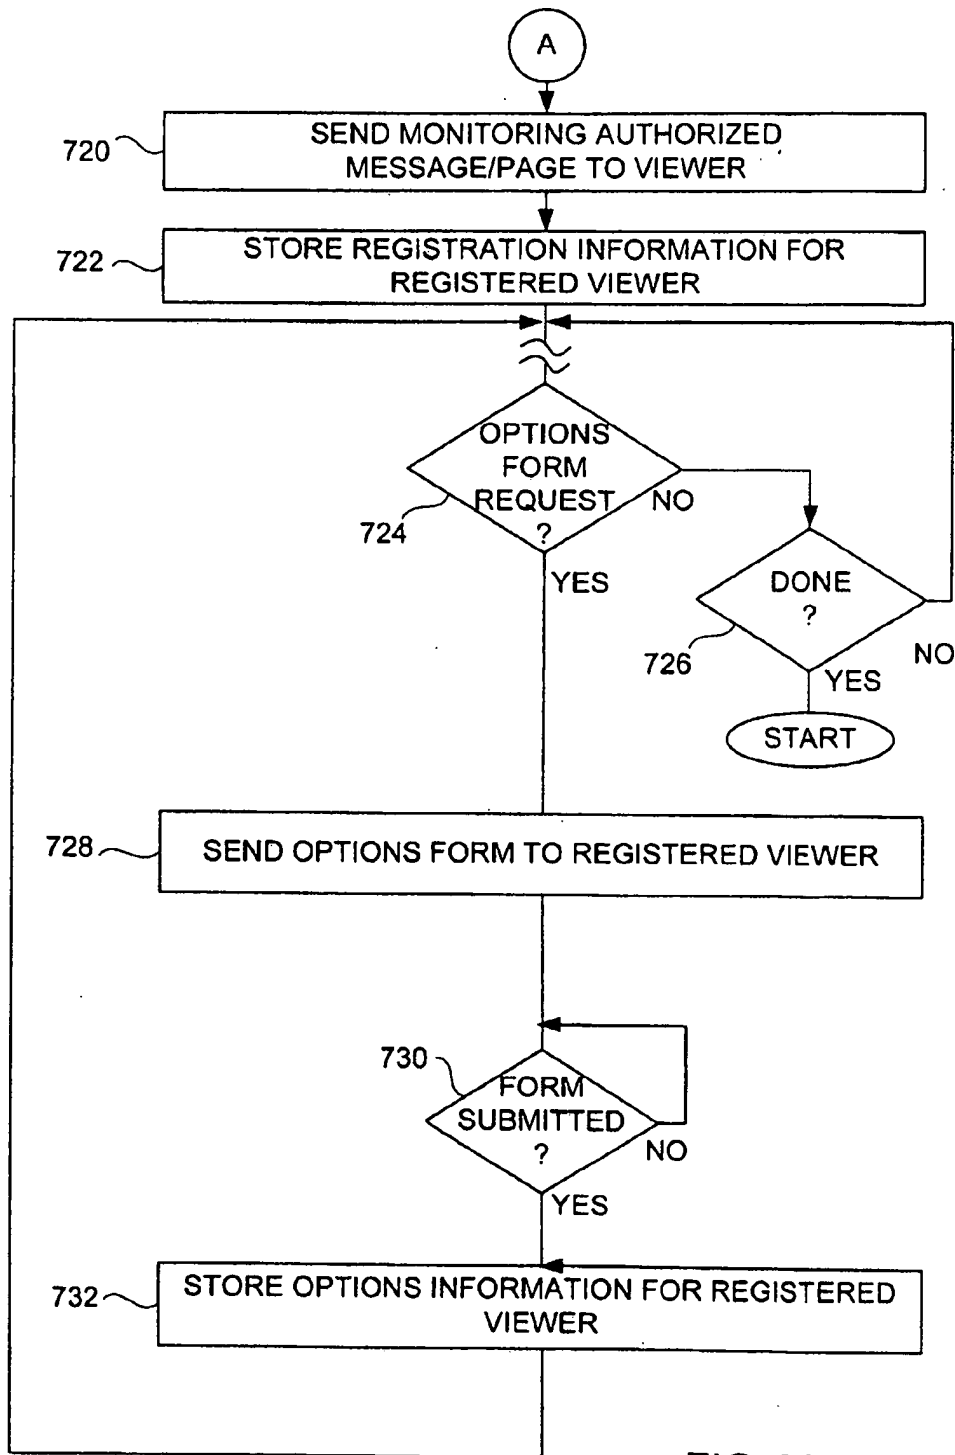 A
720
SEND MONITORING AUTHORIZED
MESSAGE/PAGE TO VIEWER
722
STORE REGISTRATION INFORMATION FOR
REGISTERED VIEWER
OPTIONS
FORM
REQUEST
?
724
NO
YES
DONE
?
726
NO
YES
START
728
SEND OPTIONS FORM TO REGISTERED VIEWER
730
FORM
SUBMITTED
?
NO
YES
732
STORE OPTIONS INFORMATION FOR REGISTERED
VIEWER